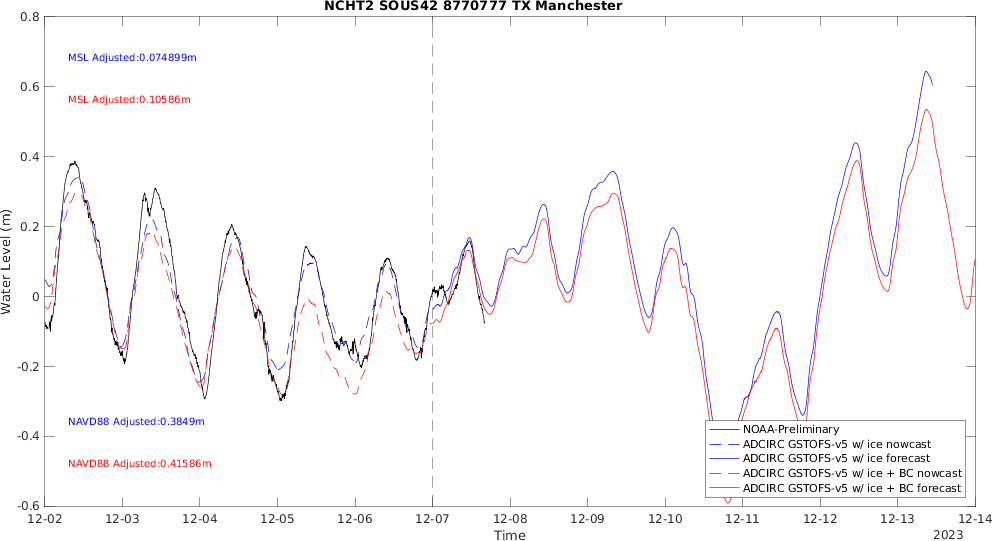 NCHT2 SOUS42 8770777 TX Manchester
0.8
0.6
0.4
0.2
0
-0.2
-0.4
-0.6
Water Level (m)
MSL Adjusted:0.074899m
MSL Adjusted:0.10586m
NAVD88 Adjusted:0.3849m
NAVD88 Adjusted:0.41586m
NOAA-Preliminary
ADCIRC GSTOFS-v5 w/ ice nowcast
ADCIRC GSTOFS-v5 w/ ice forecast
ADCIRC GSTOFS-v5 w/ ice + BC nowcast
ADCIRC GSTOFS-v5 w/ ice + BC forecast
12-02 12-03 12-04 12-05 12-06 12-07 12-08 12-09 12-10 12-11 12-12 12-13 12-14
Time
2023